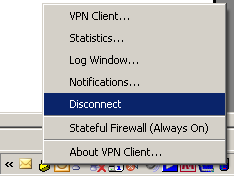 VPN Client...
Statistics...
Log Window...
Notifications...
Disconnect
Stateful Firewall (Always On)
About VPN Client...
«